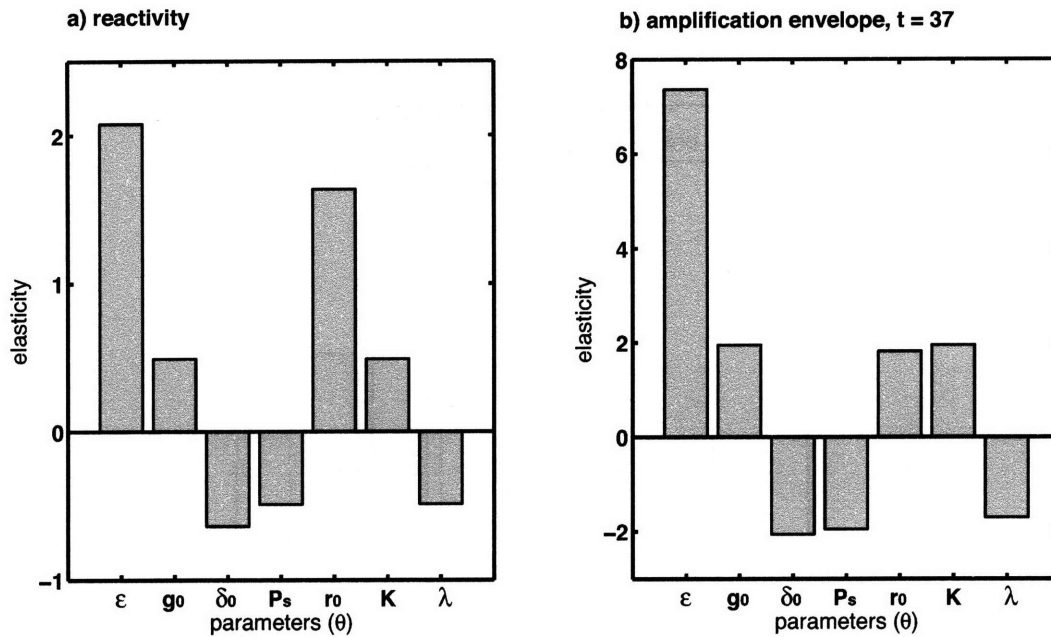 a) reactivity
2
1
0
−1
elasticity
ε g₀ δ₀ Pₛ r₀ K λ
parameters (θ)
b) amplification envelope, t = 37
8
6
4
2
0
−2
elasticity
ε g₀ δ₀ Pₛ r₀ K λ
parameters (θ)